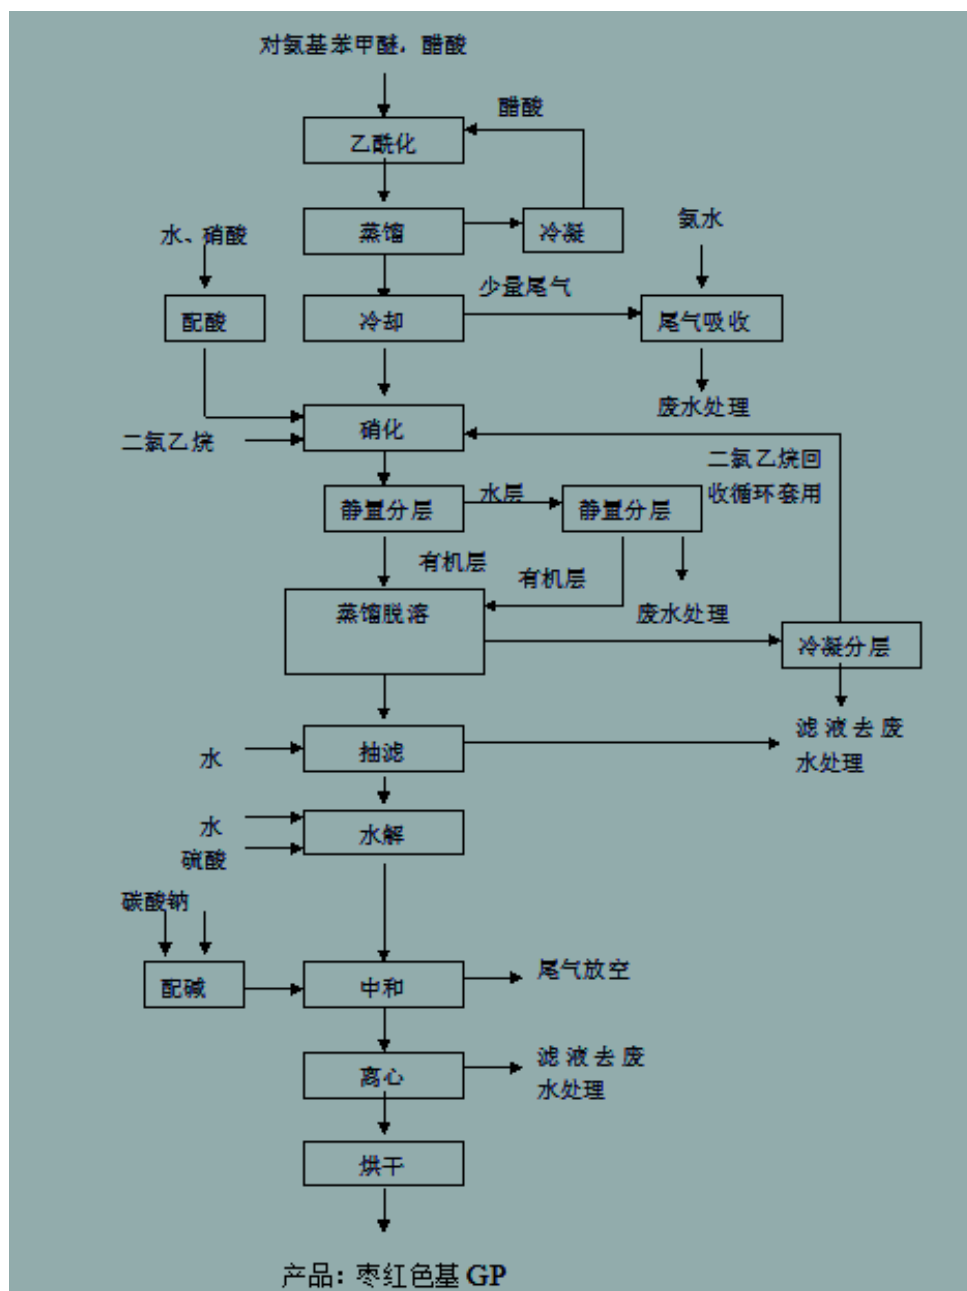 对氨基苯甲醚，醋酸
醋酸
乙酰化
蒸馏
冷凝
氨水
水、硝酸
少量尾气
配酸
冷却
尾气吸收
废水处理
硝化
二氯乙烷
二氯乙烷回
收循环套用
静置分层
水层
静置分层
有机层
有机层
蒸馏脱溶
废水处理
冷凝分层
滤液去废
水处理
水
抽滤
水
水解
硫酸
碳酸钠
配碱
中和
尾气放空
离心
滤液去废
水处理
烘干
产品：枣红色基GP